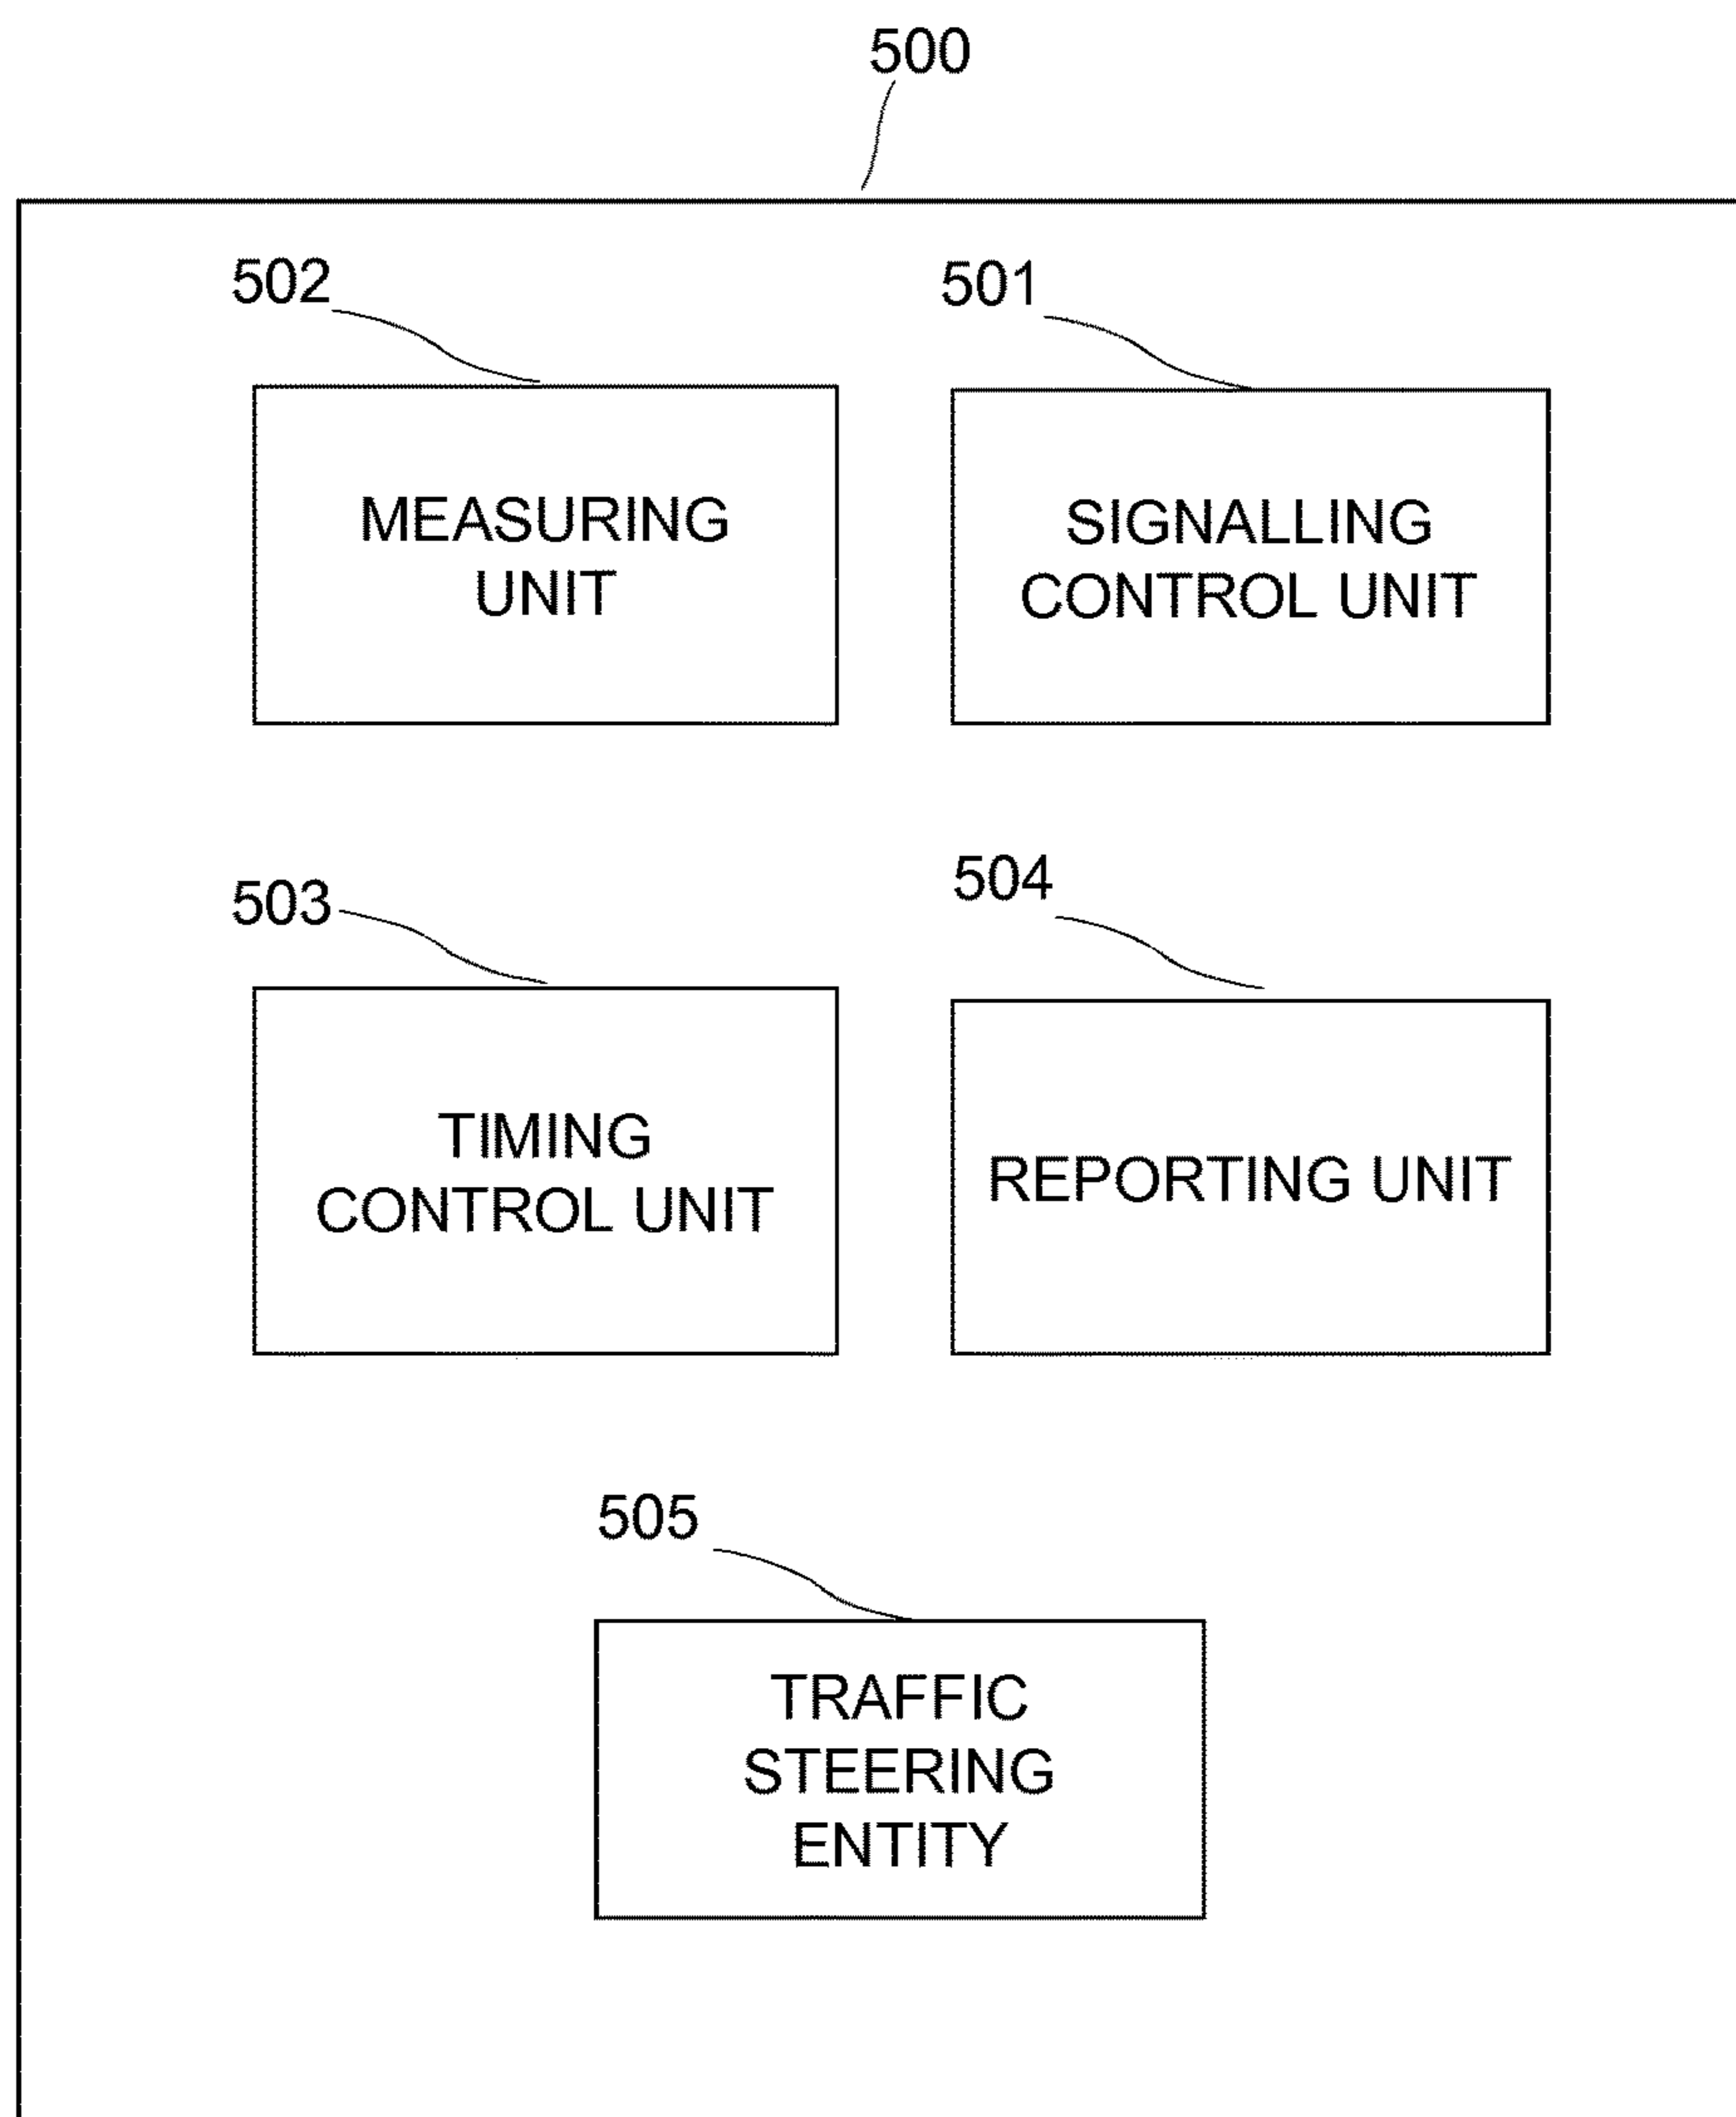 500
502
501
MEASURING
UNIT
SIGNALLING
CONTROL UNIT
503
504
TIMING
CONTROL UNIT
REPORTING UNIT
505
TRAFFIC
STEERING
ENTITY